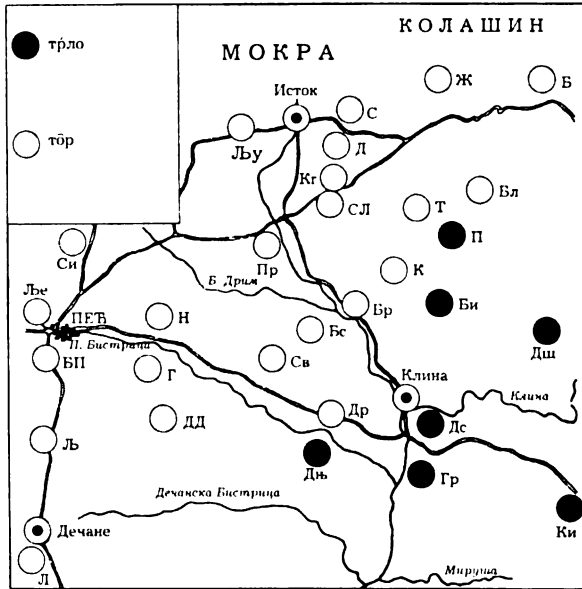 КОЛАШИН
МОКРА
тр́ло
то̑р
Исток
Ж
Б
С
Љу
Д
Кг
СЛ
Т
Бл
П
Си
Пр
К
Б. Дрим
Ље
ПЕЋ
Н
Бр
Би
П. Бистрица
Бс
Дш
БП
Г
Св
Клина
Клина
ДД
Др
Дс
Љ
Дњ
Гр
Дечанска Бистрица
Ки
Дечане
Л
Мируша